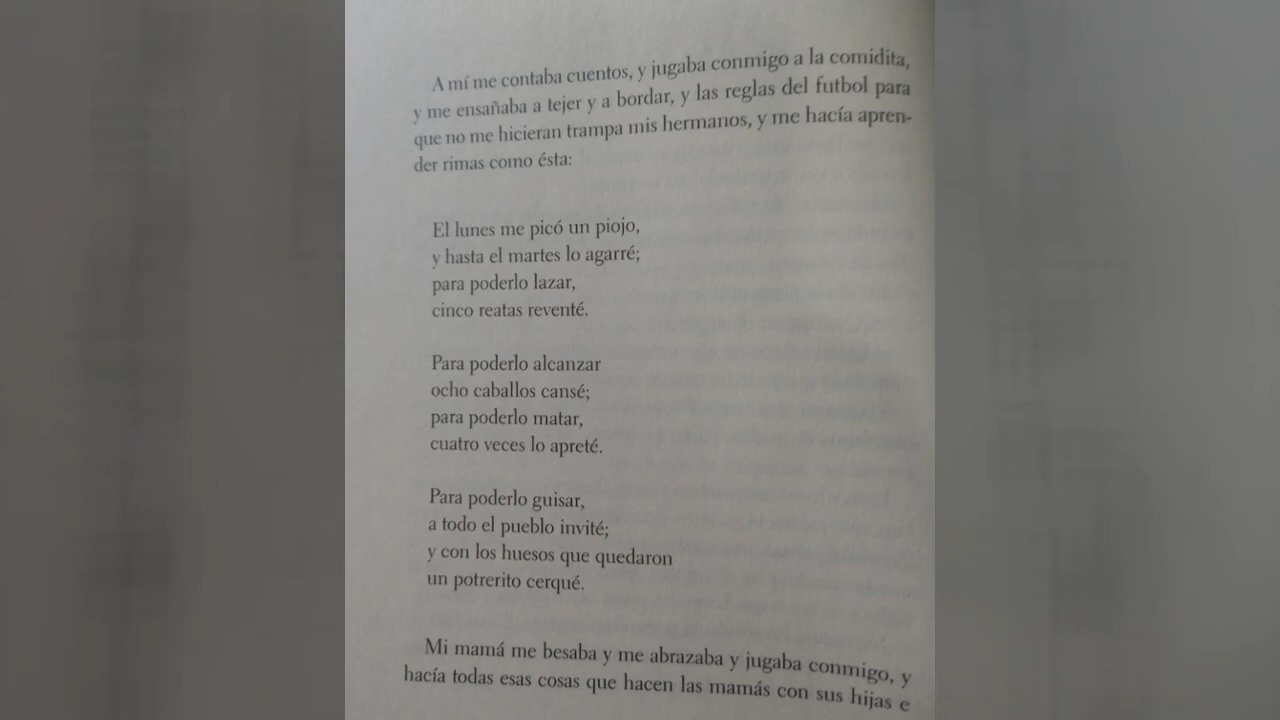 A mí me contaba cuentos, y jugaba conmigo a la comidita,
y me ensañaba a tejer y a bordar, y las reglas del futbol para
que no me hicieran trampa mis hermanos, y me hacía apren-
der rimas como ésta:
El lunes me picó un piojo,
y hasta el martes lo agarré;
para poderlo lazar,
cinco reatas reventé.
Para poderlo alcanzar
ocho caballos cansé;
para poderlo matar,
cuatro veces lo apreté.
Para poderlo guisar,
a todo el pueblo invité;
y con los huesos que quedaron
un potrerito cerqué.
Mi mamá me besaba y me abrazaba y jugaba conmigo, y
hacía todas esas cosas que hacen las mamás con sus hijas e